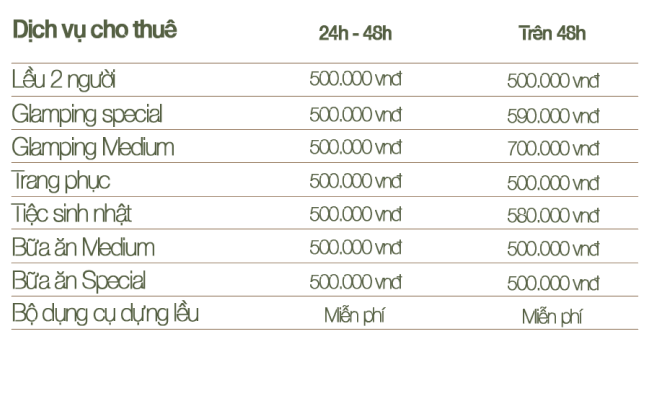 Dịch vụ cho thuê 24h - 48h Trên 48h
Lều 2 người 500.000 vnđ 500.000 vnđ
Glamping special 500.000 vnđ 590.000 vnđ
Glamping Medium 500.000 vnđ 700.000 vnđ
Trang phục 500.000 vnđ 500.000 vnđ
Tiệc sinh nhật 500.000 vnđ 580.000 vnđ
Bữa ăn Medium 500.000 vnđ 500.000 vnđ
Bữa ăn Special 500.000 vnđ 500.000 vnđ
Bộ dụng cụ dựng lều Miễn phí Miễn phí